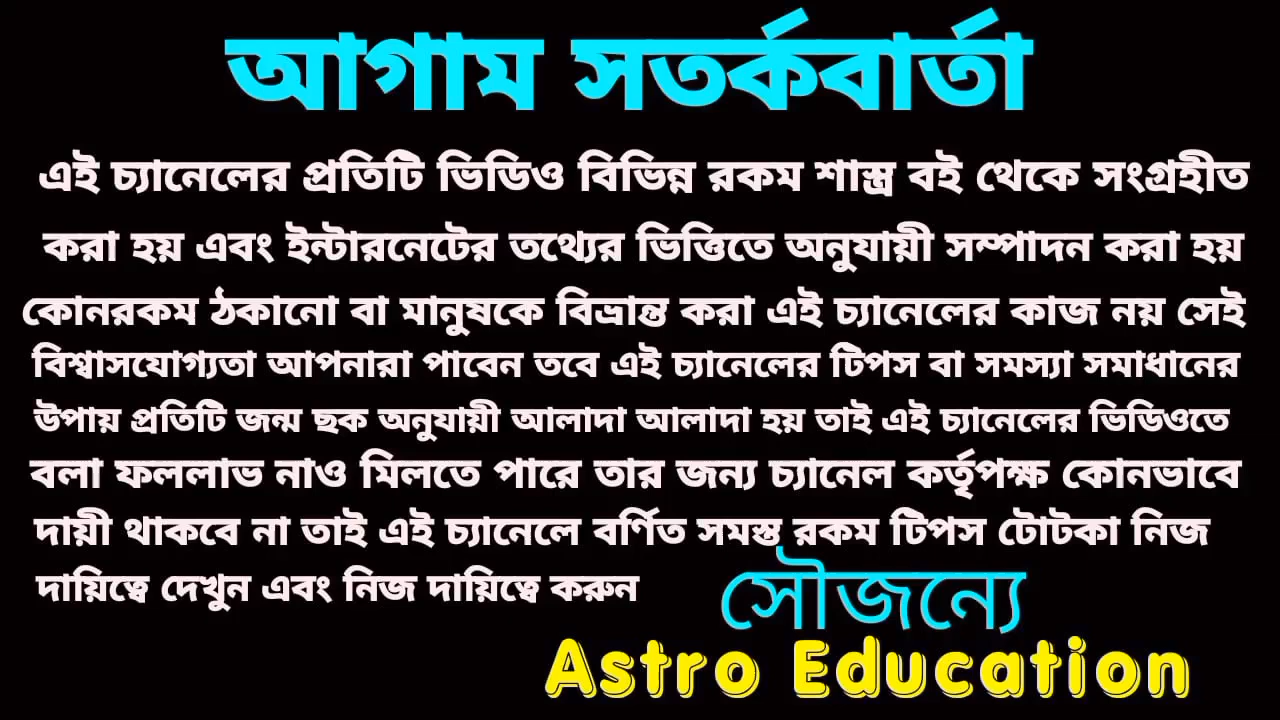 আগাম সতর্কবার্তা
এই চ্যানেলের প্রতিটি ভিডিও বিভিন্ন রকম শাস্ত্র বই থেকে সংগ্রহীত
করা হয় এবং ইন্টারনেটের তথ্যের ভিত্তিতে অনুযায়ী সম্পাদন করা হয়
কোনরকম ঠকানো বা মানুষকে বিভ্রান্ত করা এই চ্যানেলের কাজ নয় সেই
বিশ্বাসযোগ্যতা আপনারা পাবেন তবে এই চ্যানেলের টিপস বা সমস্যা সমাধানের
উপায় প্রতিটি জন্ম ছক অনুযায়ী আলাদা আলাদা হয় তাই এই চ্যানেলের ভিডিওতে
বলা ফললাভ নাও মিলতে পারে তার জন্য চ্যানেল কর্তৃপক্ষ কোনভাবে
দায়ী থাকবে না তাই এই চ্যানেলে বর্ণিত সমস্ত রকম টিপস টোটকা নিজ
দায়িত্বে দেখুন এবং নিজ দায়িত্বে করুন
সৌজন্যে
Astro Education